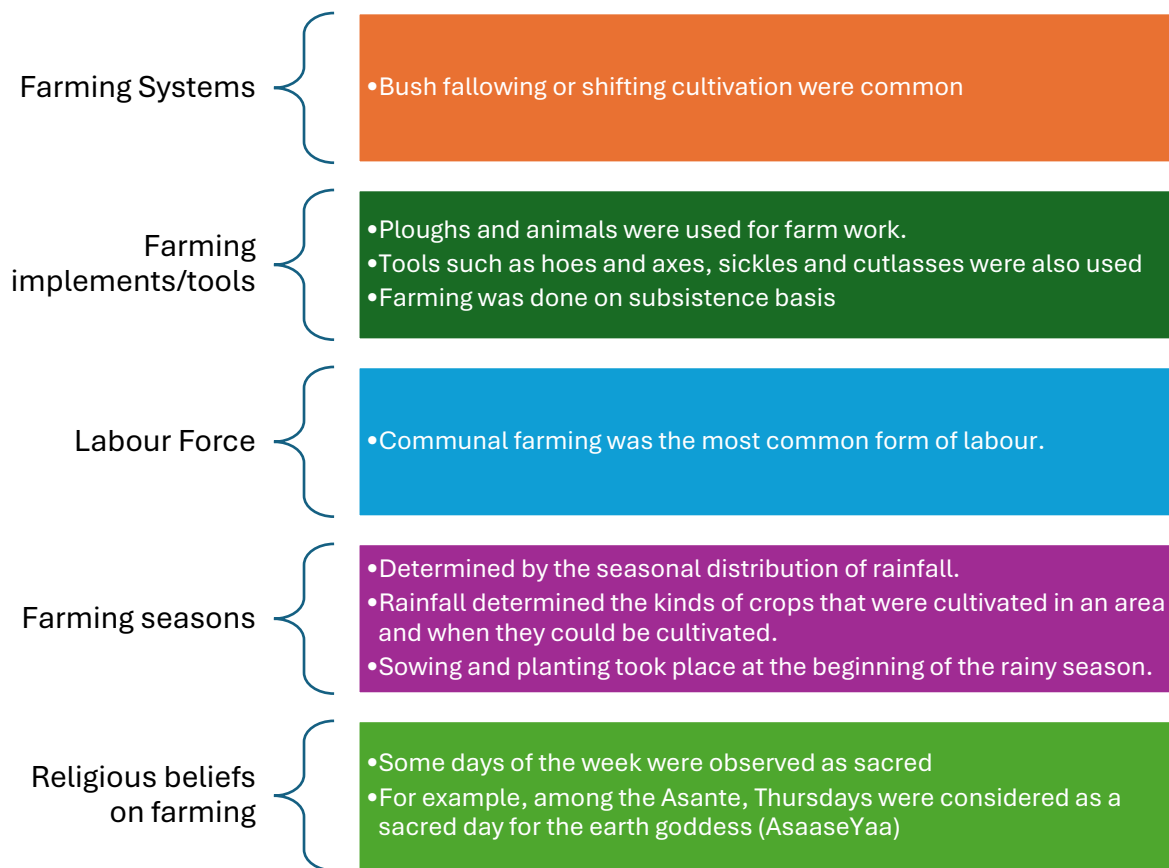 Farming Systems
•Bush fallowing or shifting cultivation were common
Farming
implements/tools
•Ploughs and animals were used for farm work.
•Tools such as hoes and axes, sickles and cutlasses were also used
•Farming was done on subsistence basis
Labour Force
•Communal farming was the most common form of labour.
Farming seasons
•Determined by the seasonal distribution of rainfall.
•Rainfall determined the kinds of crops that were cultivated in an area
and when they could be cultivated.
•Sowing and planting took place at the beginning of the rainy season.
Religious beliefs
on farming
•Some days of the week were observed as sacred
•For example, among the Asante, Thursdays were considered as a
sacred day for the earth goddess (AsaaseYaa)